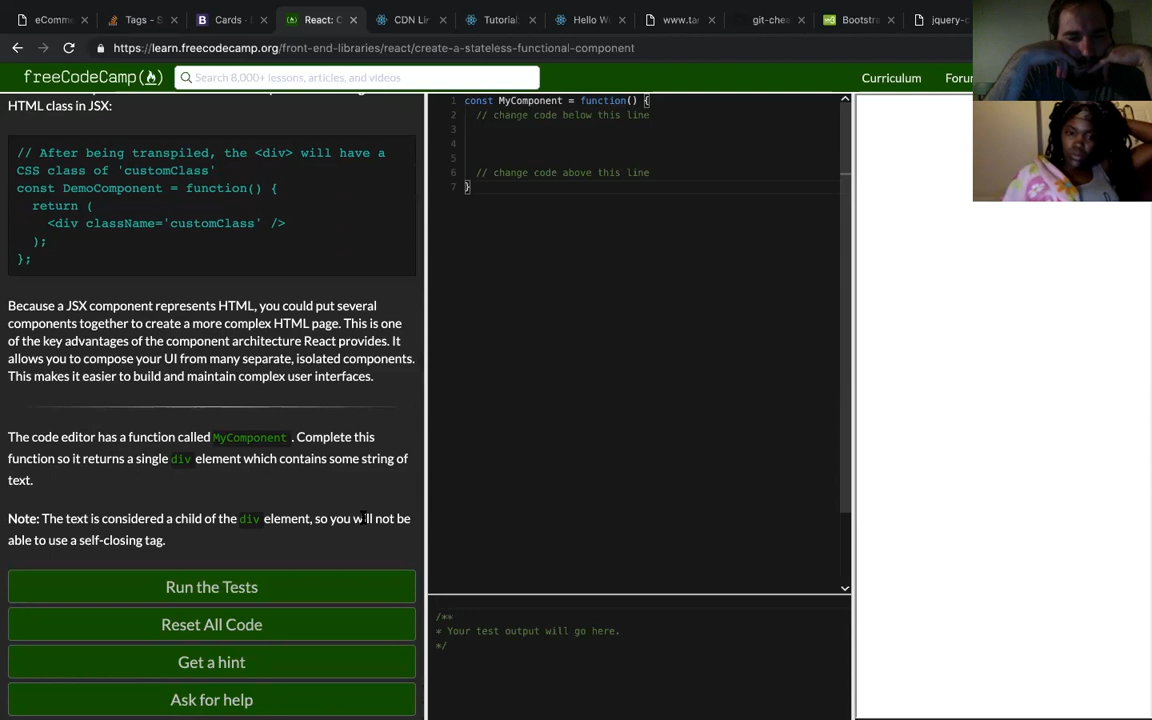 eComm
Tags - S
Cards -
React: C
CDN Lir
Tutorial
Hello W
www.tar
git-chea
Bootstra
jquery-c
https://learn.freecodecamp.org/front-end-libraries/react/create-a-stateless-functional-component
freeCodeCamp
Search 8,000+ lessons, articles, and videos
Curriculum
Forum
HTML class in JSX:
// After being transpiled, the <div> will have a
CSS class of 'customClass'
const DemoComponent = function() {
return (
<div className='customClass' />
);
};
Because a JSX component represents HTML, you could put several
components together to create a more complex HTML page. This is one
of the key advantages of the component architecture React provides. It
allows you to compose your UI from many separate, isolated components.
This makes it easier to build and maintain complex user interfaces.
The code editor has a function called MyComponent . Complete this
function so it returns a single div element which contains some string of
text.
Note: The text is considered a child of the div element, so you will not be
able to use a self-closing tag.
Run the Tests
Reset All Code
Get a hint
Ask for help
1 const MyComponent = function() {
2 // change code below this line
3
4
5
6 // change code above this line
7 }
/**
* Your test output will go here.
*/